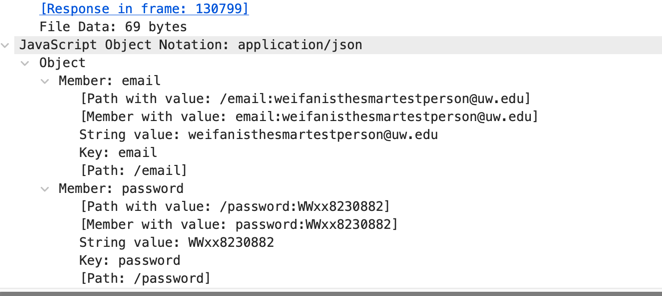 [Response in frame: 130799]
File Data: 69 bytes
JavaScript Object Notation: application/json
Object
Member: email
[Path with value: /email:weifanisthesmartestperson@uw.edu]
[Member with value: email:weifanisthesmartestperson@uw.edu]
String value: weifanisthesmartestperson@uw.edu
Key: email
[Path: /email]
Member: password
[Path with value: /password:WWxx8230882]
[Member with value: password:WWxx8230882]
String value: WWxx8230882
Key: password
[Path: /password]